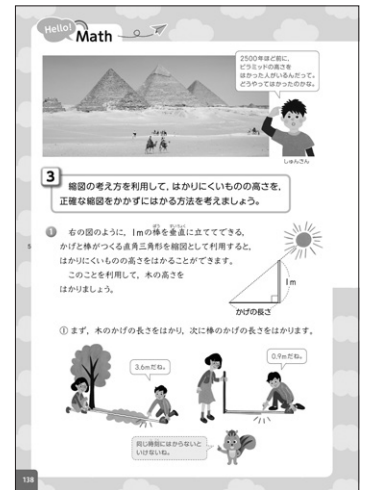 Hello!
Math
2500年ほど前に、
ピラミッドの高さを
はかった人がいるんだって。
どうやってはかったのかな。
しゅんさん
3
縮図の考え方を利用して、はかりにくいものの高さを、
正確な縮図をかかずにはかる方法を考えましょう。
1 右の図のように、1mの棒を垂直に立ててできる、
かげと棒がつくる直角三角形を縮図として利用すると、
5
はかりにくいものの高さをはかることができます。
このことを利用して、木の高さを
はかりましょう。
1m
かげの長さ
① まず、木のかげの長さをはかり、次に棒のかげの長さをはかります。
3.6mだね。
0.9mだね。
同じ時刻にはからないと
いけないね。
138